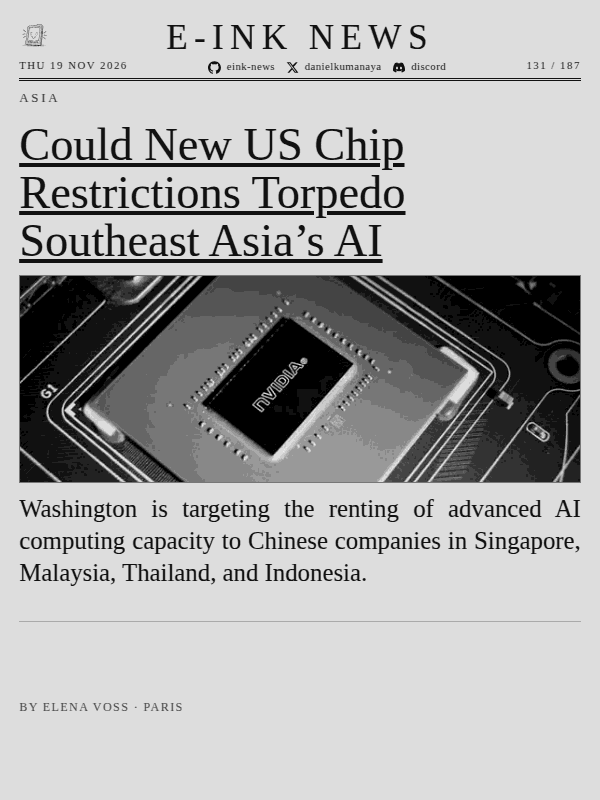 E-INK NEWS
THU 19 NOV 2026
eink-news danielkumanaya discord
131 / 187
ASIA
Could New US Chip
Restrictions Torpedo
Southeast Asia’s AI
G1
NVIDIA
Washington is targeting the renting of advanced AI
computing capacity to Chinese companies in Singapore,
Malaysia, Thailand, and Indonesia.
BY ELENA VOSS · PARIS